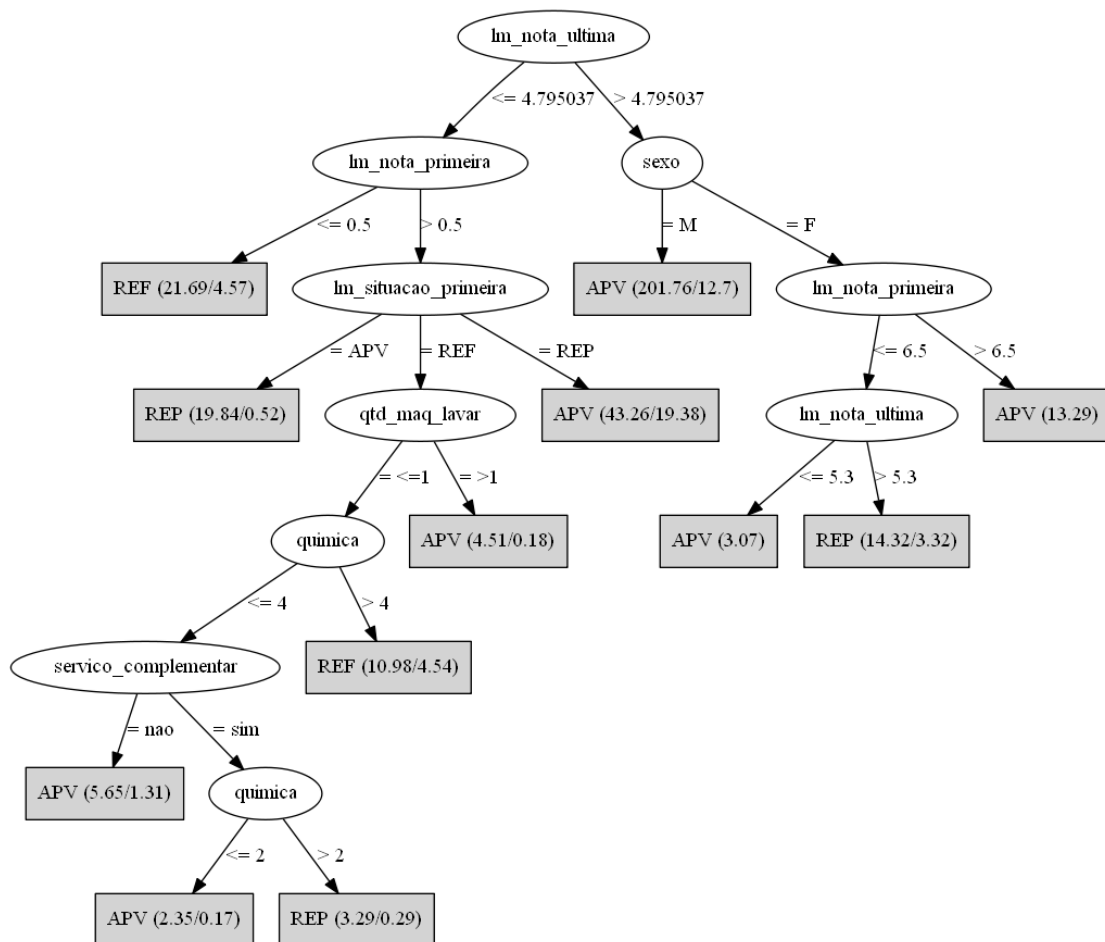 lm_nota_ultima
<= 4.795037
> 4.795037
lm_nota_primeira
sexo
<= 0.5
> 0.5
= M
= F
REF (21.69/4.57)
lm_situacao_primeira
APV (201.76/12.7)
lm_nota_primeira
= APV
= REF
= REP
<= 6.5
> 6.5
REP (19.84/0.52)
qtd_maq_lavar
APV (43.26/19.38)
lm_nota_ultima
APV (13.29)
= <=1
= >1
<= 5.3
> 5.3
quimica
APV (4.51/0.18)
APV (3.07)
REP (14.32/3.32)
<= 4
> 4
servico_complementar
REF (10.98/4.54)
= nao
= sim
APV (5.65/1.31)
quimica
<= 2
> 2
APV (2.35/0.17)
REP (3.29/0.29)